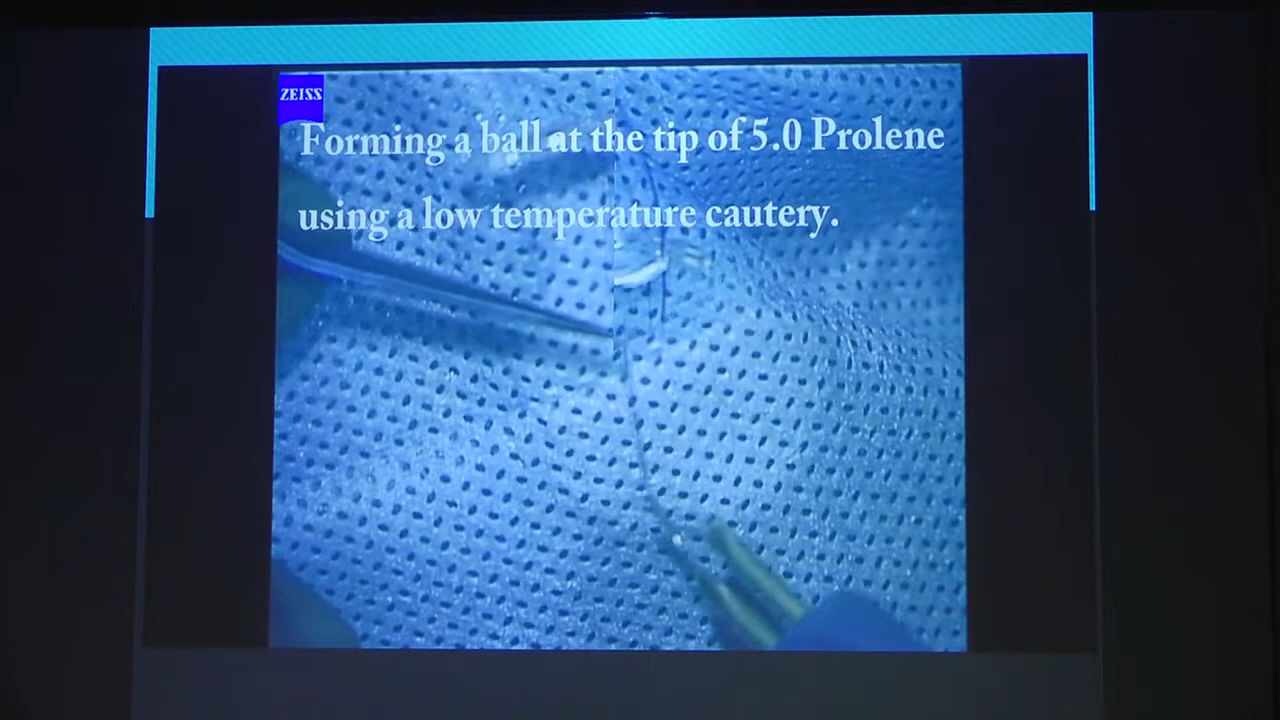 ZEISS
Forming a ball at the tip of 5.0 Prolene
using a low temperature cautery.